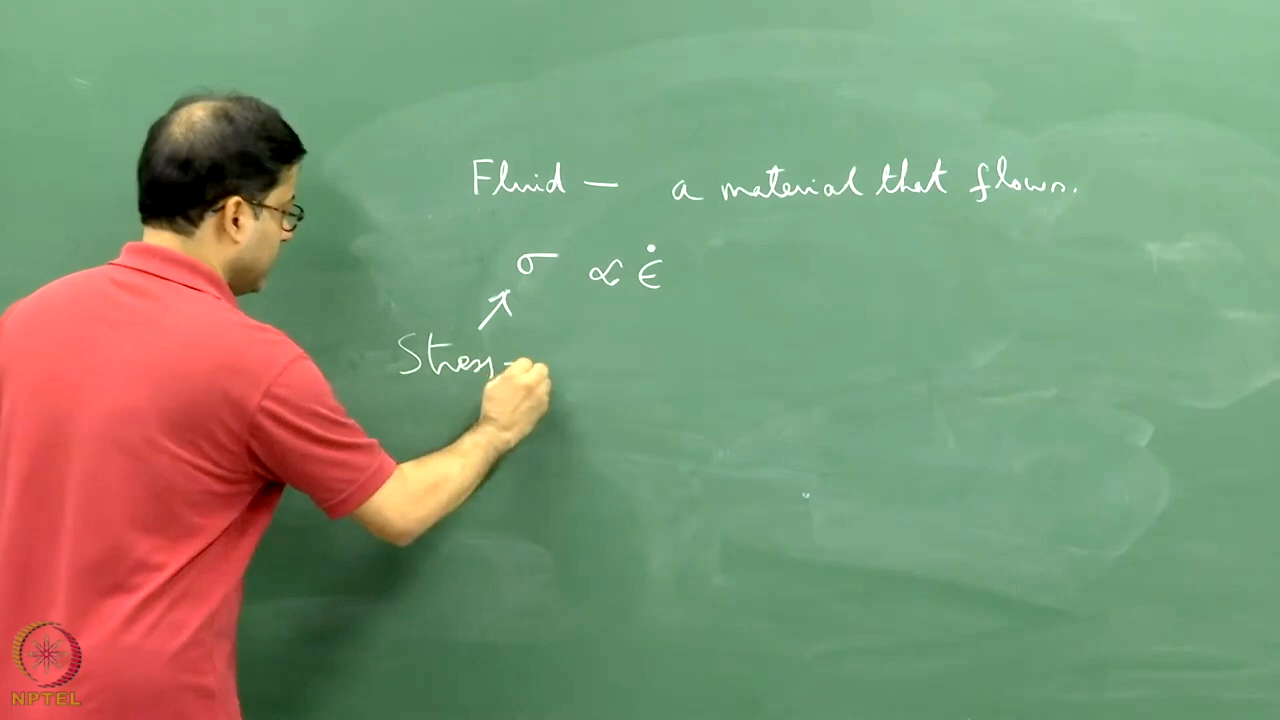 Fluid — a material that flows.
σ ∝ ε̇
Stress -
NPTEL